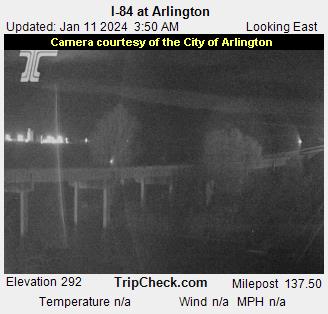 I-84 at Arlington
Updated: Jan 11 2024 3:50 AM Looking East
Camera courtesy of the City of Arlington
Elevation 292 TripCheck.com Milepost 137.50
Temperature n/a Wind n/a MPH n/a